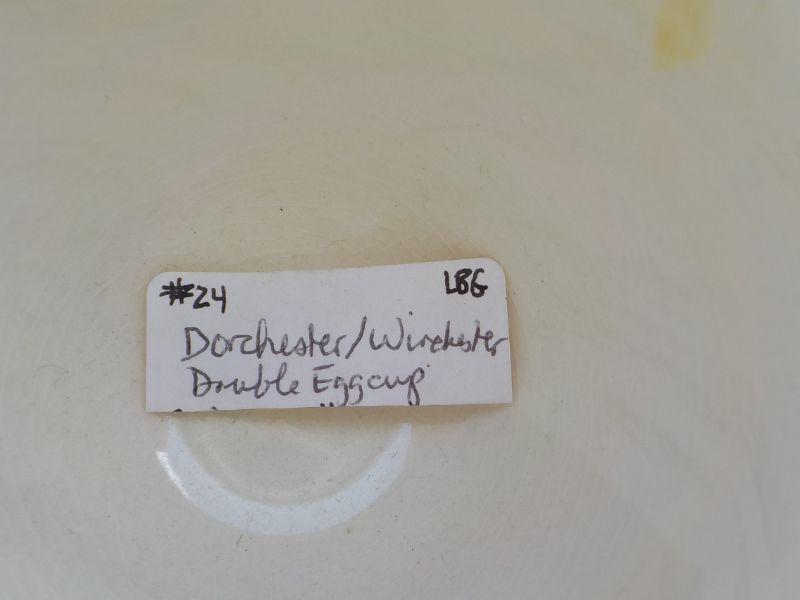 #24 LBG
Dorchester/Winchester
Double Eggcup